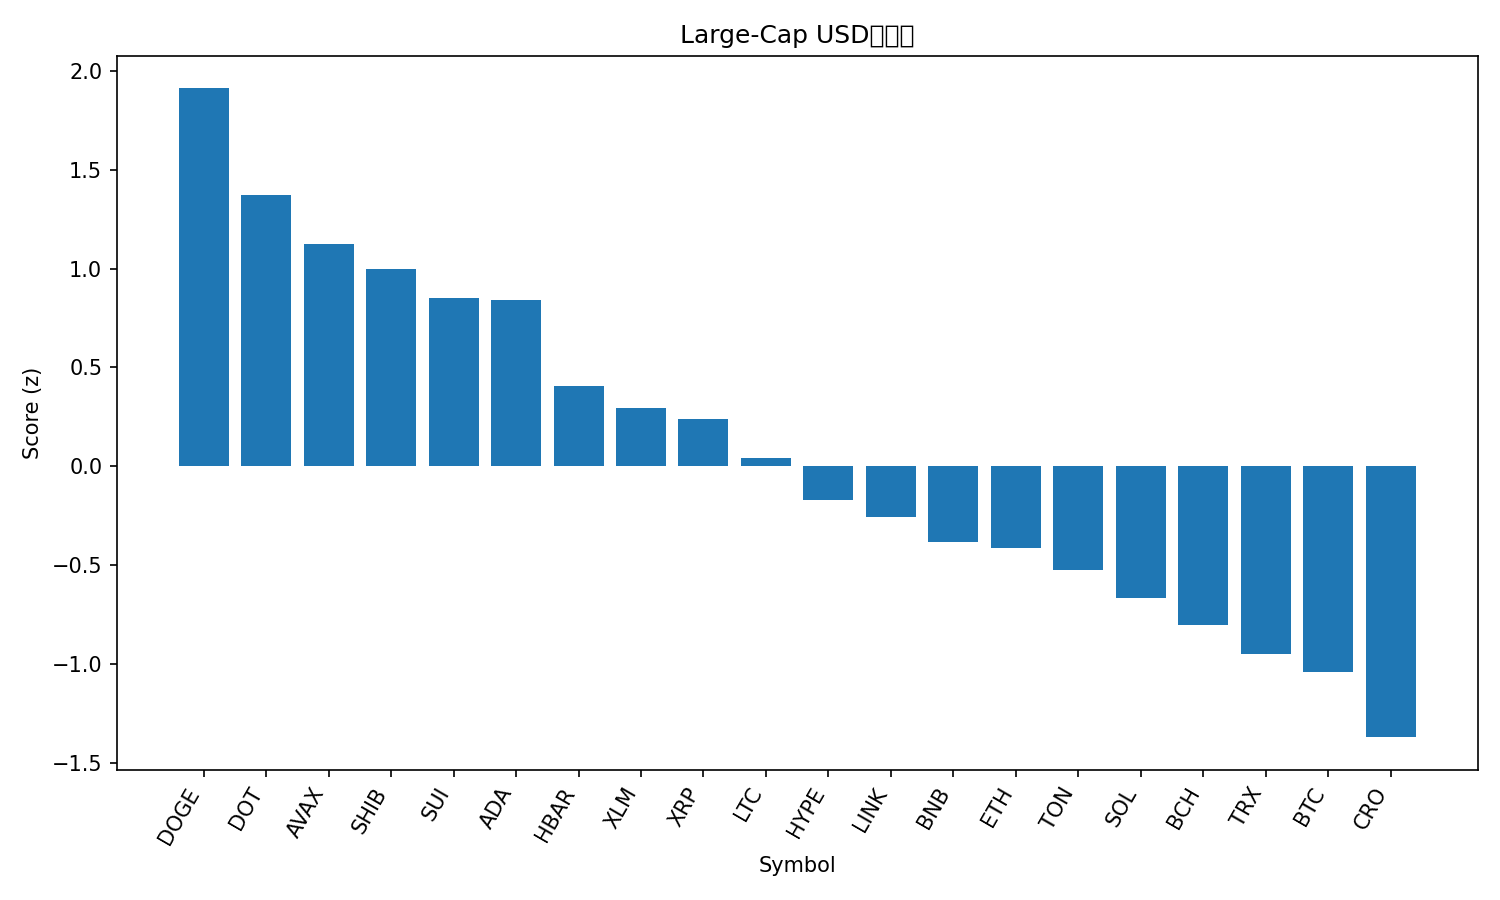 Large-Cap USD
Score (z)
2.0
1.5
1.0
0.5
0.0
−0.5
−1.0
−1.5
DOGE
DOT
AVAX
SHIB
SUI
ADA
HBAR
XLM
XRP
LTC
HYPE
LINK
BNB
ETH
TON
SOL
BCH
TRX
BTC
CRO
Symbol